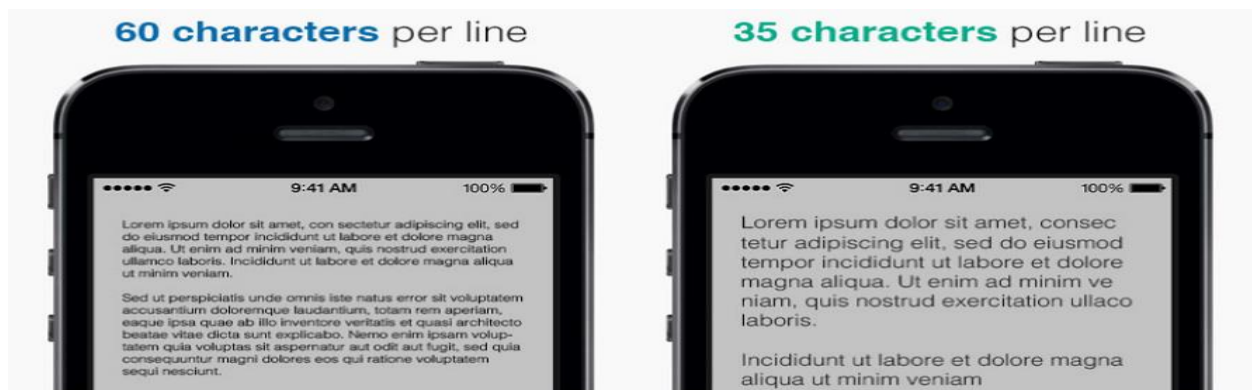 60 characters per line
9:41 AM
100%
Lorem ipsum dolor sit amet, con sectetur adipiscing elit, sed
do eiusmod tempor incididunt ut labore et dolore magna
aliqua. Ut enim ad minim veniam, quis nostrud exercitation
ullamco laboris. Incididunt ut labore et dolore magna aliqua
ut minim veniam.
Sed ut perspiciatis unde omnis iste natus error sit voluptatem
accusantium doloremque laudantium, totam rem aperiam,
eaque ipsa quae ab illo inventore veritatis et quasi architecto
beatae vitae dicta sunt explicabo. Nemo enim ipsam volup-
tatem quia voluptas sit aspernatur aut odit aut fugit, sed quia
consequuntur magni dolores eos qui ratione voluptatem
sequi nesciunt.
35 characters per line
9:41 AM
100%
Lorem ipsum dolor sit amet, consec
tetur adipiscing elit, sed do eiusmod
tempor incididunt ut labore et dolore
magna aliqua. Ut enim ad minim ve
niam, quis nostrud exercitation ullaco
laboris.
Incididunt ut labore et dolore magna
aliqua ut minim veniam